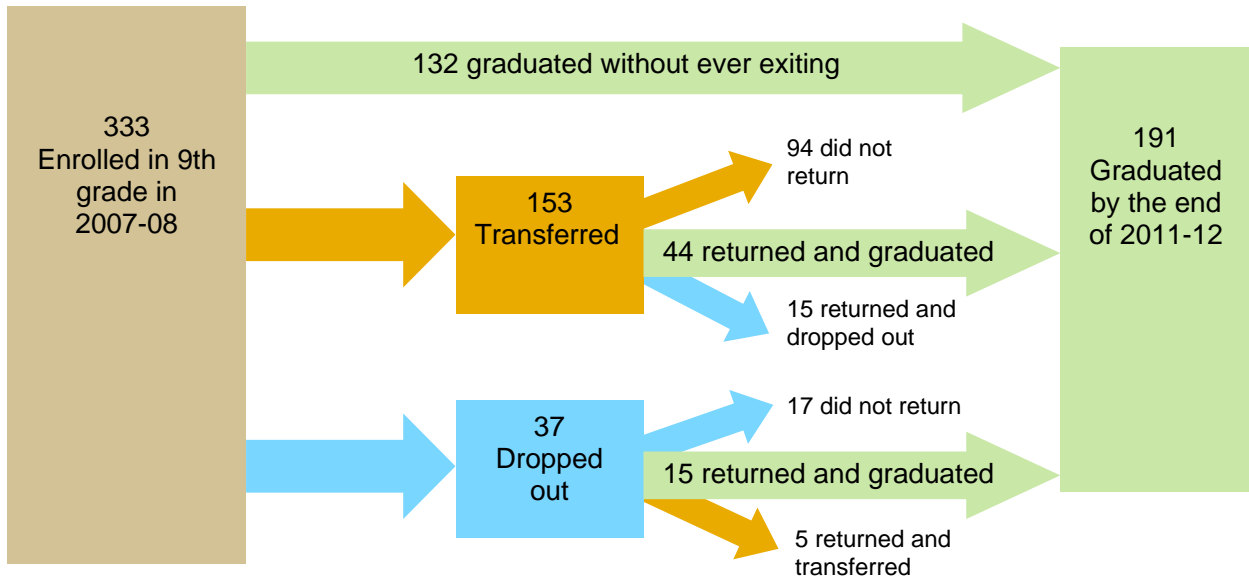 132 graduated without ever exiting
333
Enrolled in 9th
grade in
2007-08
94 did not
return
153
Transferred
44 returned and graduated
15 returned and
dropped out
191
Graduated
by the end
of 2011-12
37
Dropped
out
17 did not return
15 returned and graduated
5 returned and
transferred